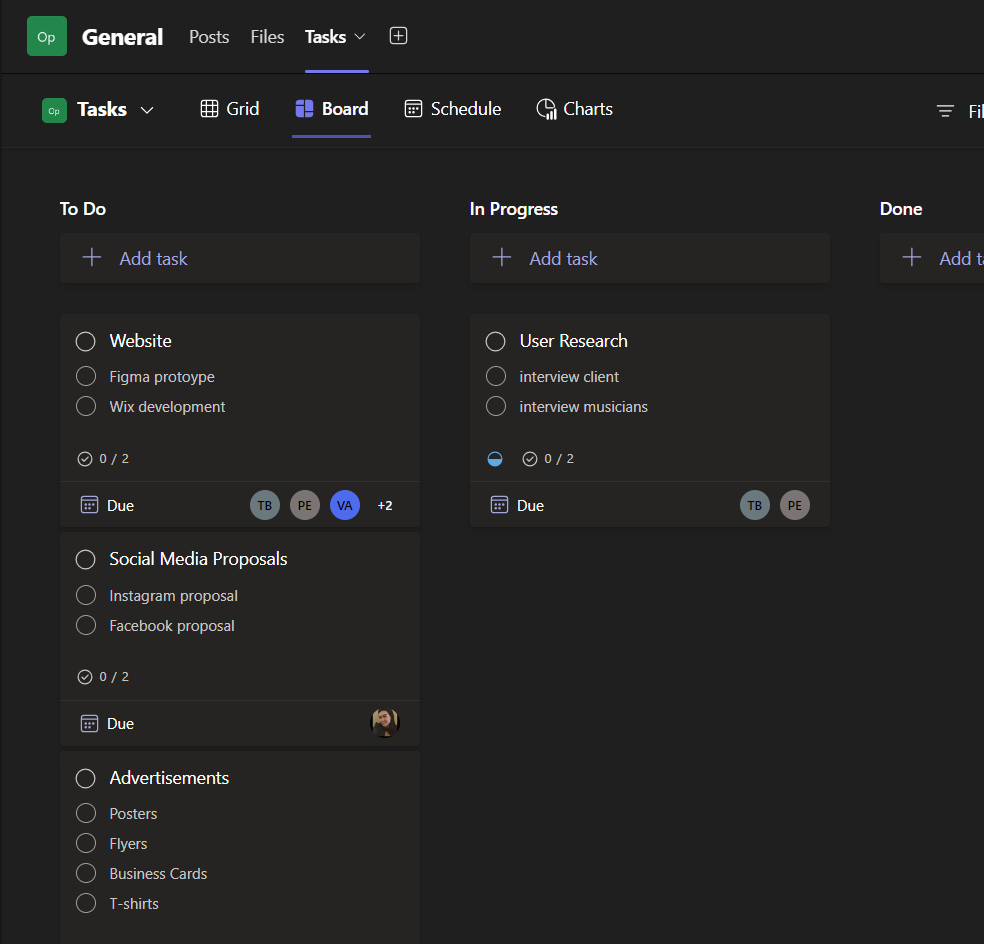 Op General Posts Files Tasks
Op Tasks Grid Board Schedule Charts Fil
To Do
Add task
Website
Figma protoype
Wix development
0 / 2
Due TB PE VA +2
Social Media Proposals
Instagram proposal
Facebook proposal
0 / 2
Due
Advertisements
Posters
Flyers
Business Cards
T-shirts
In Progress
Add task
User Research
interview client
interview musicians
0 / 2
Due TB PE
Done
Add ta